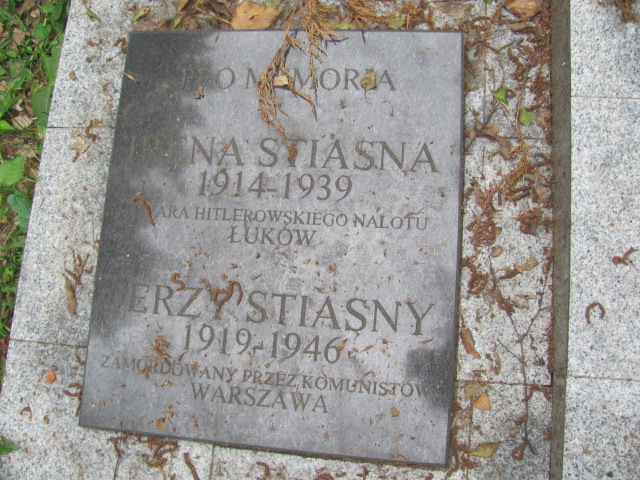 PRO MEMORIA
IRENA STIASNA
1914-1939
OFIARA HITLEROWSKIEGO NALOTU
ŁUKÓW
JERZY STIASNY
1919-1946
ZAMORDOWANY PRZEZ KOMUNISTÓW
WARSZAWA